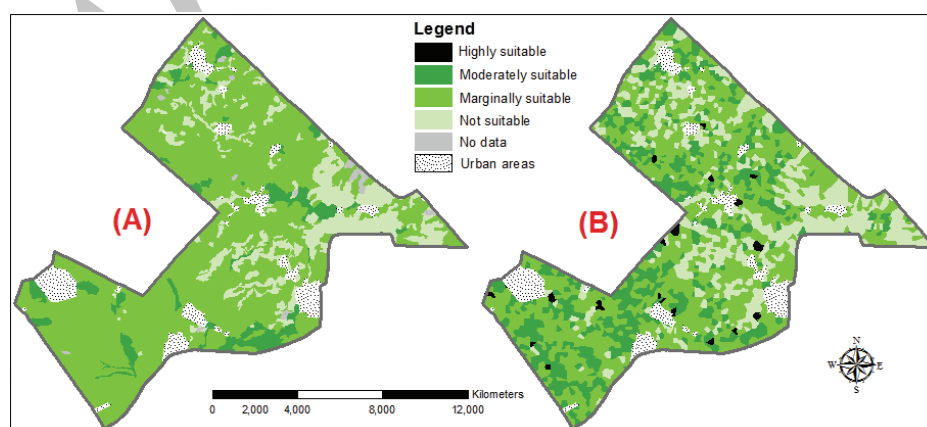 Legend
Highly suitable
Moderately suitable
Marginally suitable
Not suitable
No data
Urban areas
(A)
(B)
N
W E
S
Kilometers
0 2,000 4,000 8,000 12,000